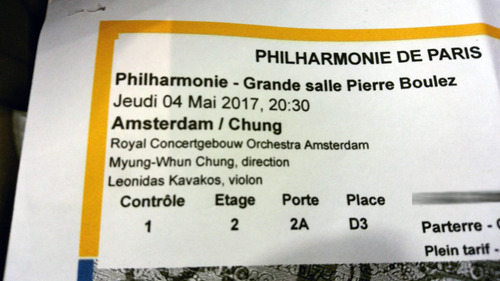 PHILHARMONIE DE PARIS
Philharmonie - Grande salle Pierre Boulez
Jeudi 04 Mai 2017, 20:30
Amsterdam / Chung
Royal Concertgebouw Orchestra Amsterdam
Myung-Whun Chung, direction
Leonidas Kavakos, violon
Contrôle Etage Porte Place
1 2 2A D3
Parterre -
Plein tarif -